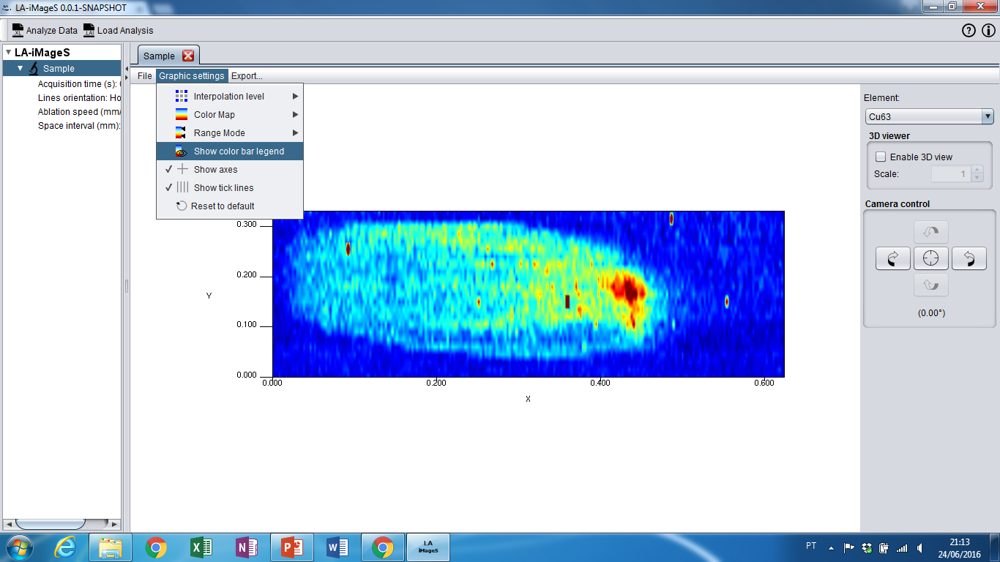 LA-iMageS 0.0.1-SNAPSHOT
Analyze Data Load Analysis
LA-iMageS
Sample
Acquisition time (s):
Lines orientation: Ho
Ablation speed (mm/
Space interval (mm):
Sample
File Graphic settings Export...
Interpolation level
Color Map
Range Mode
Show color bar legend
Show axes
Show tick lines
Reset to default
0.300
0.200
Y
0.100
0.000
0.000 0.200 0.400 0.600
X
Element:
Cu63
3D viewer
Enable 3D view
Scale: 1
Camera control
(0.00°)
LA
iMageS
PT
21:13
24/06/2016